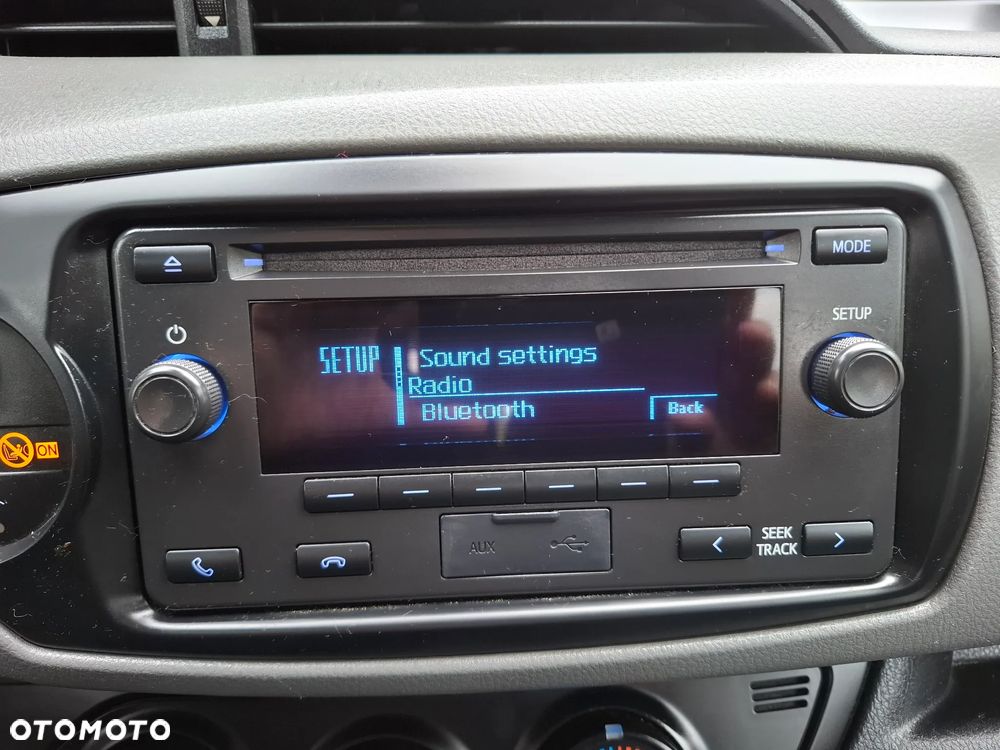 MODE
SETUP
SETUP
Sound settings
Radio
Bluetooth
Back
ON
AUX
SEEK
TRACK
OTOMOTO